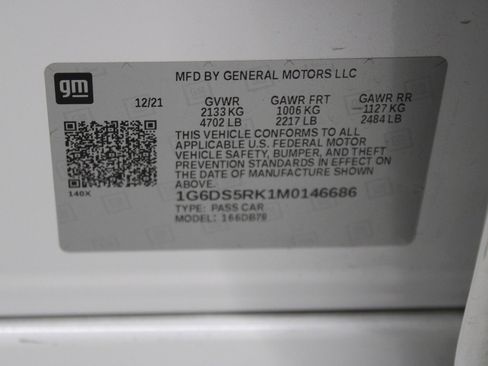 gm
MFD BY GENERAL MOTORS LLC
12/21 GVWR GAWR FRT GAWR RR
2133 KG 1006 KG 1127 KG
4702 LB 2217 LB 2484 LB
THIS VEHICLE CONFORMS TO ALL
APPLICABLE U.S. FEDERAL MOTOR
VEHICLE SAFETY, BUMPER, AND THEFT
PREVENTION STANDARDS IN EFFECT ON
THE DATE OF MANUFACTURE SHOWN
ABOVE.
140X
1G6DS5RK1M0146686
TYPE: PASS CAR
MODEL: